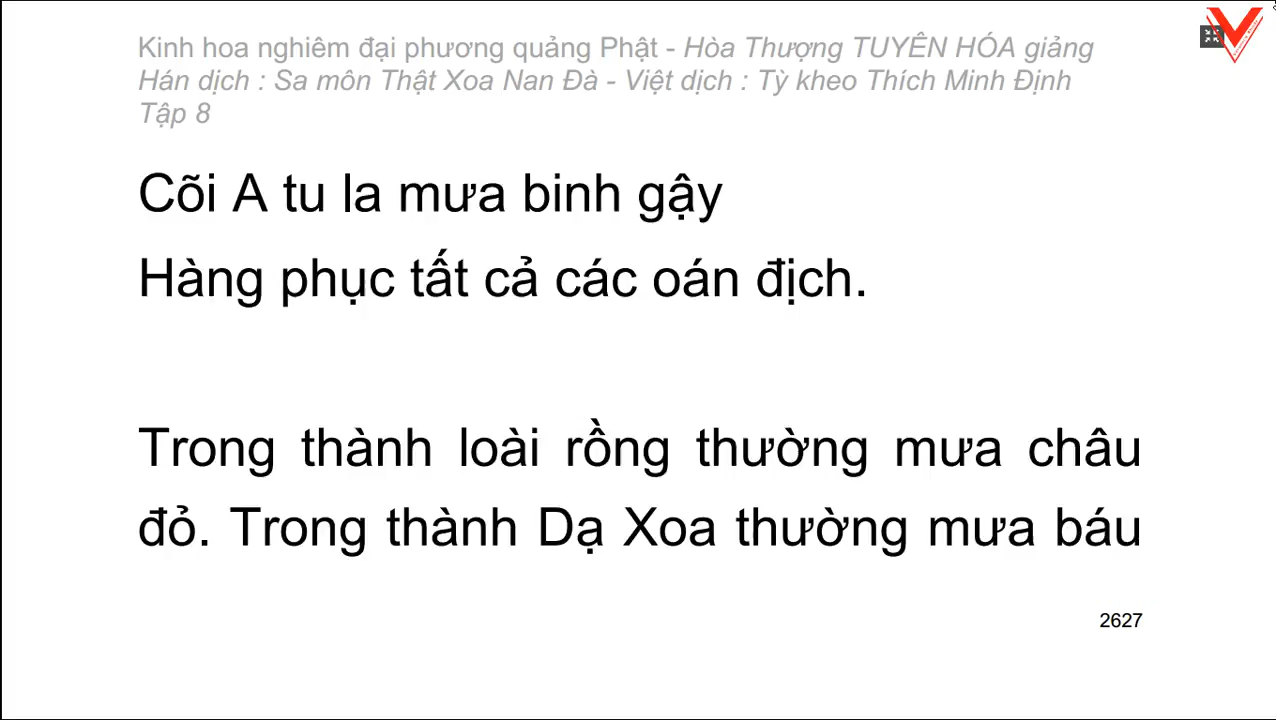 Kinh hoa nghiêm đại phương quảng Phật - Hòa Thượng TUYÊN HÓA giảng
Hán dịch : Sa môn Thật Xoa Nan Đà - Việt dịch : Tỳ kheo Thích Minh Định
Tập 8
Cõi A tu la mưa binh gậy
Hàng phục tất cả các oán địch.
Trong thành loài rồng thường mưa châu
đỏ. Trong thành Dạ Xoa thường mưa báu
2627